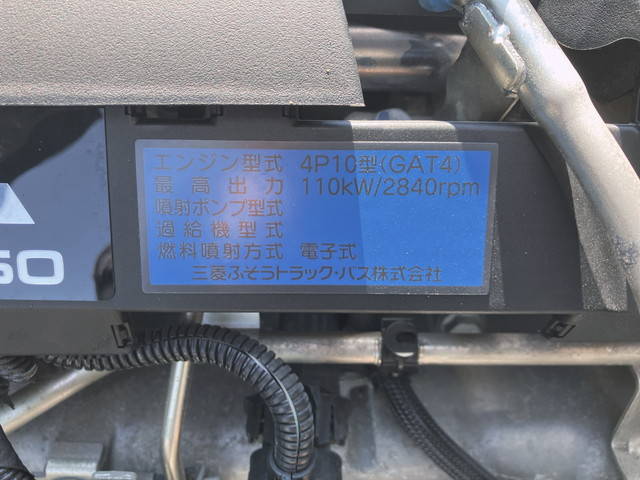 エンジン型式 4P10型(GAT4)
最高出力 110kW/2840rpm
噴射ポンプ型式
過給機型式
燃料噴射方式 電子式
三菱ふそうトラック・バス株式会社
50